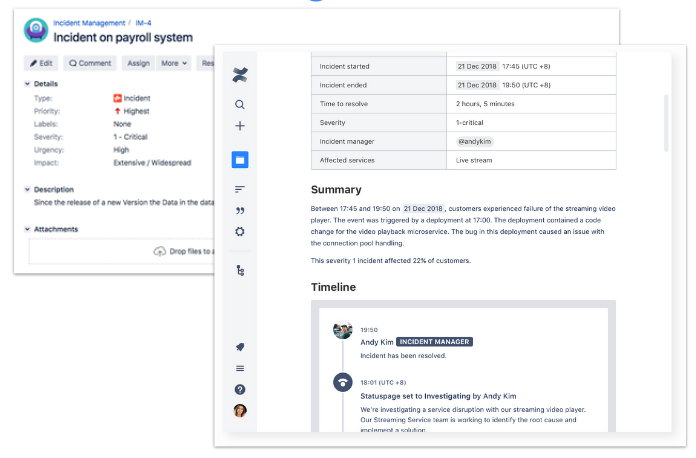 Incident Management / IM-4
Incident on payroll system
Edit
Comment
Assign
More
Res
Details
Type: Incident
Priority: Highest
Labels: None
Severity: 1 - Critical
Urgency: High
Impact: Extensive / Widespread
Description
Since the release of a new Version the Data in the data
Attachments
Drop files to a
Incident started 21 Dec 2018 17:45 (UTC +8)
Incident ended 21 Dec 2018 19:50 (UTC +8)
Time to resolve 2 hours, 5 minutes
Severity 1-critical
Incident manager @andykim
Affected services Live stream
Summary
Between 17:45 and 19:50 on 21 Dec 2018, customers experienced failure of the streaming video
player. The event was triggered by a deployment at 17:00. The deployment contained a code
change for the video playback microservice. The bug in this deployment caused an issue with
the connection pool handling.
This severity 1 incident affected 22% of customers.
Timeline
19:50
Andy Kim INCIDENT MANAGER
Incident has been resolved.
18:01 (UTC +8)
Statuspage set to Investigating by Andy Kim
We're investigating a service disruption with our streaming video player.
Our Streaming Service team is working to identify the root cause and
implement a solution.